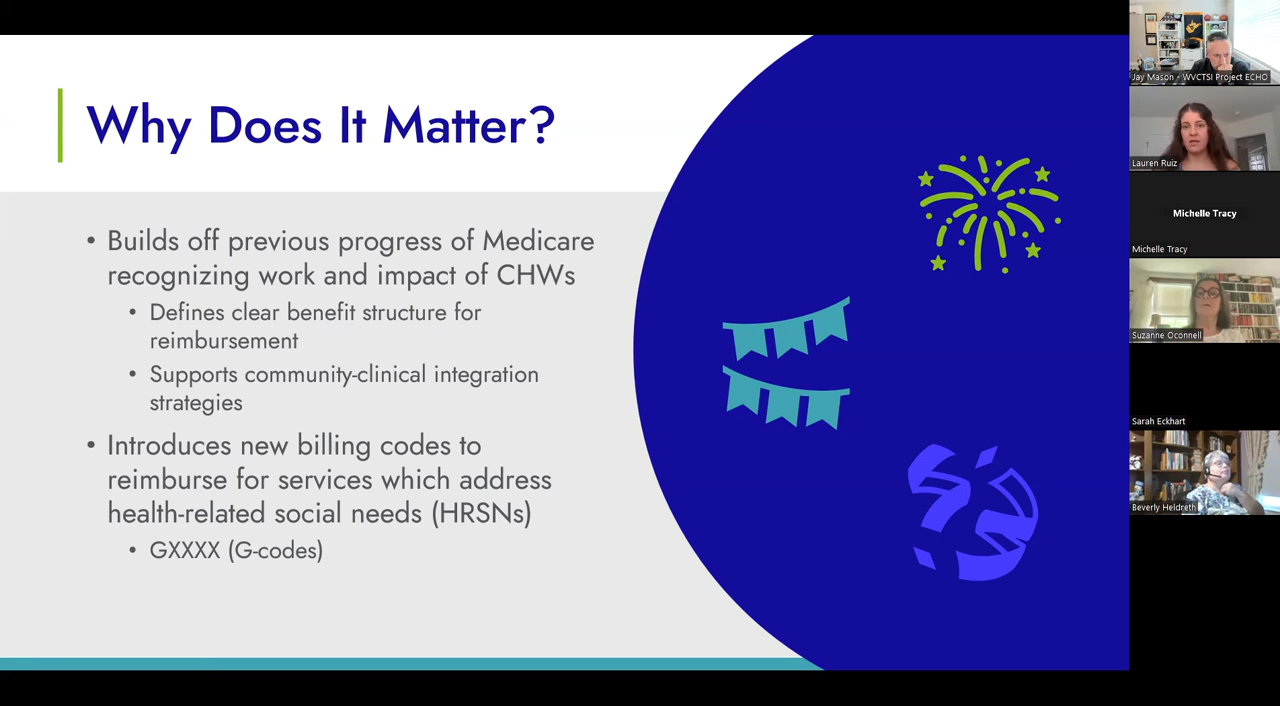 Why Does It Matter?
• Builds off previous progress of Medicare
recognizing work and impact of CHWs
• Defines clear benefit structure for
reimbursement
• Supports community-clinical integration
strategies
• Introduces new billing codes to
reimburse for services which address
health-related social needs (HRSNs)
• GXXXX (G-codes)
Jay Mason - WVCTSI Project ECHO
Lauren Ruiz
Michelle Tracy
Michelle Tracy
Suzanne Oconnell
Sarah Eckhart
Beverly Heldreth